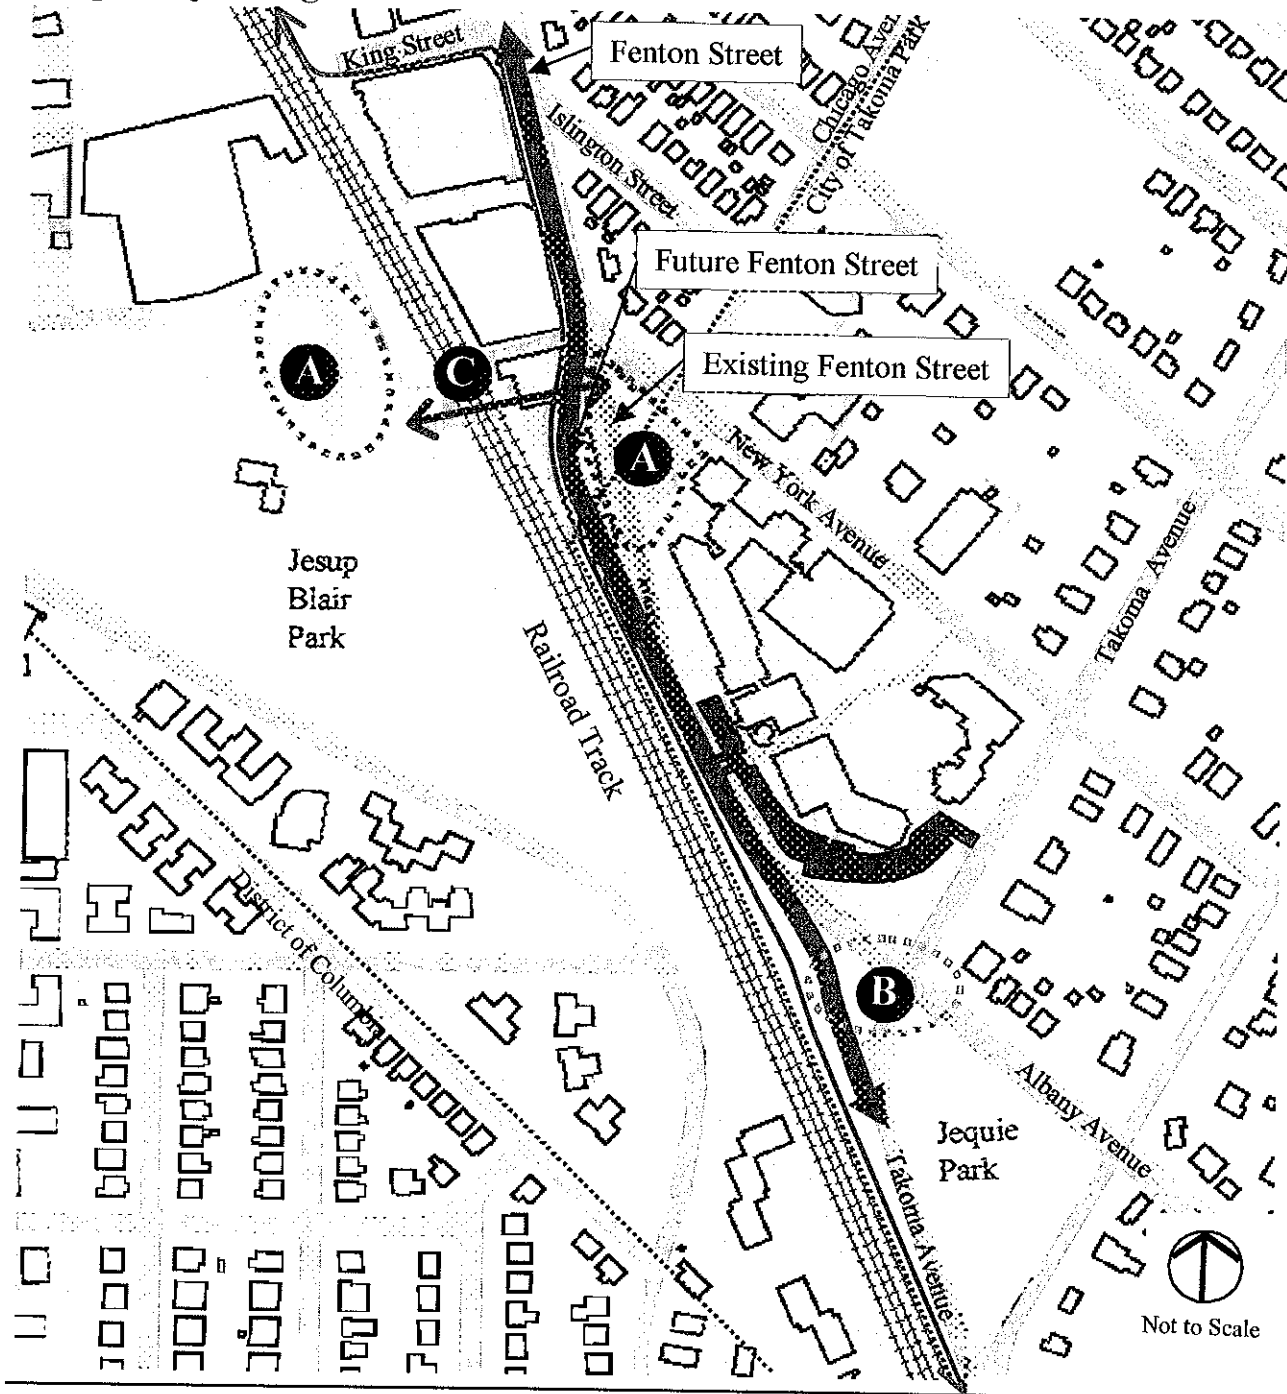 King Street
Fenton Street
Chicago Aven
City of Takoma Park
Islington Street
Future Fenton Street
Existing Fenton Street
A
C
A
New York Avenue
Jesup
Blair
Park
Takoma Avenue
Railroad Track
District of Columbi
B
Albany Avenue
Jequie
Park
Takoma Avenue
Not to Scale